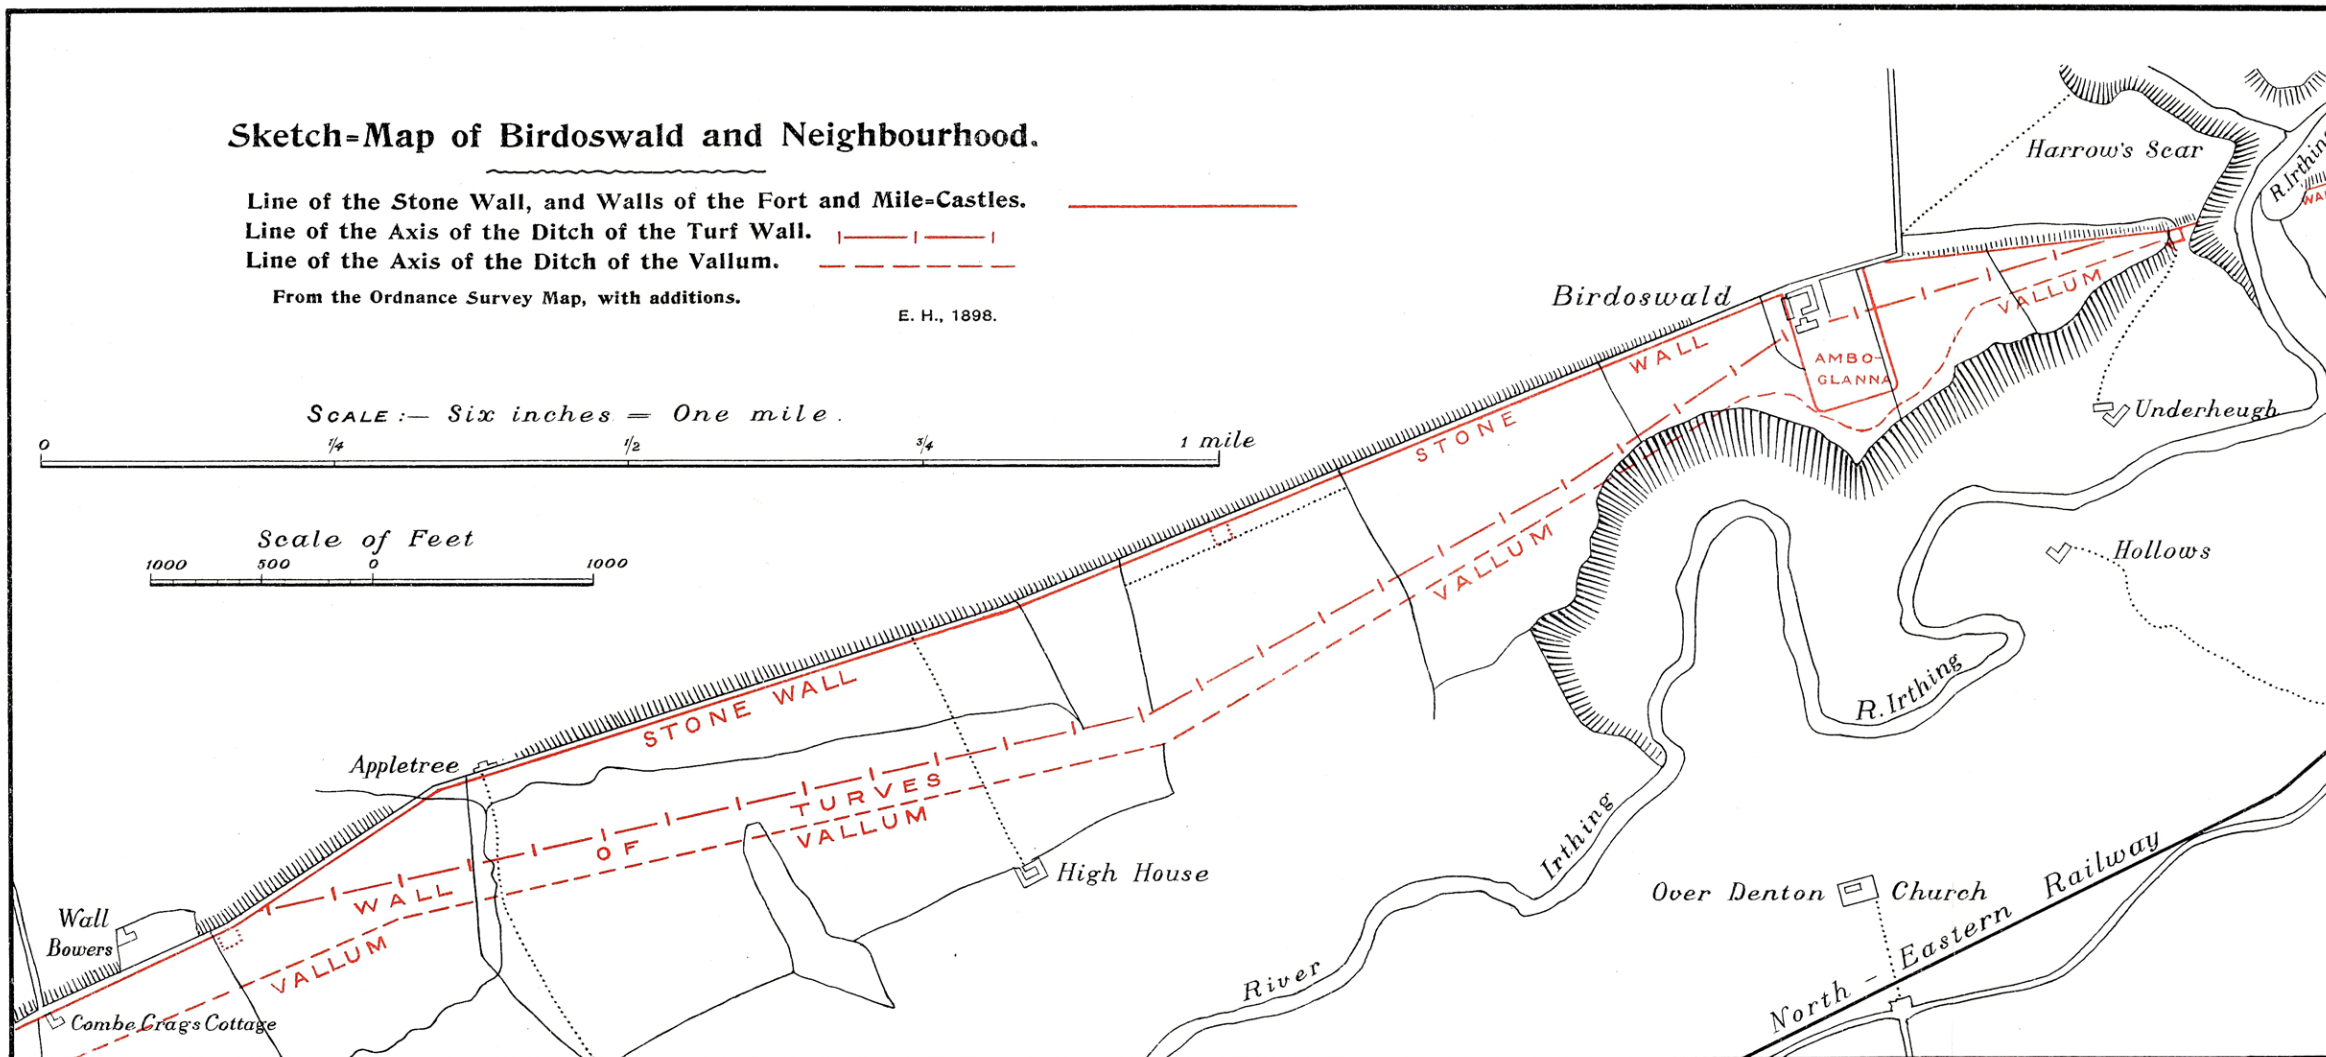 Sketch=Map of Birdoswald and Neighbourhood.
Line of the Stone Wall, and Walls of the Fort and Mile=Castles.
Line of the Axis of the Ditch of the Turf Wall.
Line of the Axis of the Ditch of the Vallum.
From the Ordnance Survey Map, with additions.
E. H., 1898.
SCALE :— Six inches = One mile.
0 1/4 1/2 3/4 1 mile
Scale of Feet
1000 500 0 1000
Harrow's Scar
R. Irthing
Birdoswald
VALLUM
WALL
AMBO-
GLANNA
STONE
Underheugh
VALLUM
Hollows
R. Irthing
STONE WALL
Appletree
TURVES
VALLUM
OF
WALL
High House
Irthing
River
Over Denton Church
North - Eastern Railway
Wall
Bowers
VALLUM
Combe Crags Cottage